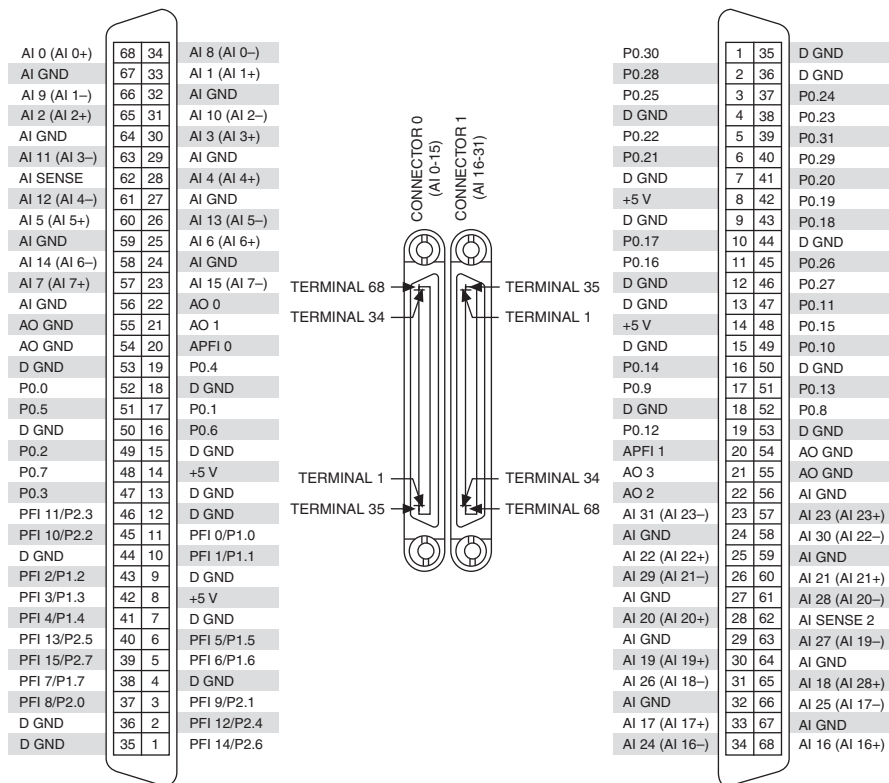 AI 0 (AI 0+) 68 34 AI 8 (AI 0–)
AI GND 67 33 AI 1 (AI 1+)
AI 9 (AI 1–) 66 32 AI GND
AI 2 (AI 2+) 65 31 AI 10 (AI 2–)
AI GND 64 30 AI 3 (AI 3+)
AI 11 (AI 3–) 63 29 AI GND
AI SENSE 62 28 AI 4 (AI 4+)
AI 12 (AI 4–) 61 27 AI GND
AI 5 (AI 5+) 60 26 AI 13 (AI 5–)
AI GND 59 25 AI 6 (AI 6+)
AI 14 (AI 6–) 58 24 AI GND
AI 7 (AI 7+) 57 23 AI 15 (AI 7–)
AI GND 56 22 AO 0
AO GND 55 21 AO 1
AO GND 54 20 APFI 0
D GND 53 19 P0.4
P0.0 52 18 D GND
P0.5 51 17 P0.1
D GND 50 16 P0.6
P0.2 49 15 D GND
P0.7 48 14 +5 V
P0.3 47 13 D GND
PFI 11/P2.3 46 12 D GND
PFI 10/P2.2 45 11 PFI 0/P1.0
D GND 44 10 PFI 1/P1.1
PFI 2/P1.2 43 9 D GND
PFI 3/P1.3 42 8 +5 V
PFI 4/P1.4 41 7 D GND
PFI 13/P2.5 40 6 PFI 5/P1.5
PFI 15/P2.7 39 5 PFI 6/P1.6
PFI 7/P1.7 38 4 D GND
PFI 8/P2.0 37 3 PFI 9/P2.1
D GND 36 2 PFI 12/P2.4
D GND 35 1 PFI 14/P2.6
CONNECTOR 0
(AI 0-15)
CONNECTOR 1
(AI 16-31)
TERMINAL 68
TERMINAL 35
TERMINAL 34
TERMINAL 1
TERMINAL 1
TERMINAL 34
TERMINAL 35
TERMINAL 68
P0.30 1 35 D GND
P0.28 2 36 D GND
P0.25 3 37 P0.24
D GND 4 38 P0.23
P0.22 5 39 P0.31
P0.21 6 40 P0.29
D GND 7 41 P0.20
+5 V 8 42 P0.19
D GND 9 43 P0.18
P0.17 10 44 D GND
P0.16 11 45 P0.26
D GND 12 46 P0.27
D GND 13 47 P0.11
+5 V 14 48 P0.15
D GND 15 49 P0.10
P0.14 16 50 D GND
P0.9 17 51 P0.13
D GND 18 52 P0.8
P0.12 19 53 D GND
APFI 1 20 54 AO GND
AO 3 21 55 AO GND
AO 2 22 56 AI GND
AI 31 (AI 23–) 23 57 AI 23 (AI 23+)
AI GND 24 58 AI 30 (AI 22–)
AI 22 (AI 22+) 25 59 AI GND
AI 29 (AI 21–) 26 60 AI 21 (AI 21+)
AI GND 27 61 AI 28 (AI 20–)
AI 20 (AI 20+) 28 62 AI SENSE 2
AI GND 29 63 AI 27 (AI 19–)
AI 19 (AI 19+) 30 64 AI GND
AI 26 (AI 18–) 31 65 AI 18 (AI 28+)
AI GND 32 66 AI 25 (AI 17–)
AI 17 (AI 17+) 33 67 AI GND
AI 24 (AI 16–) 34 68 AI 16 (AI 16+)